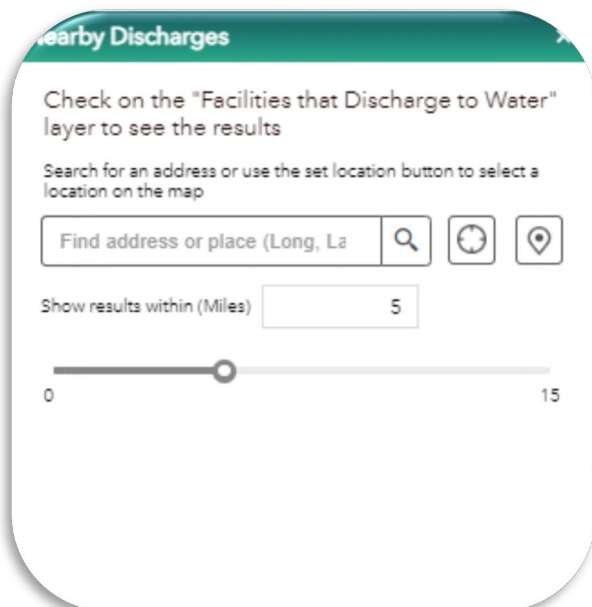 earby Discharges
Check on the "Facilities that Discharge to Water"
layer to see the results
Search for an address or use the set location button to select a
location on the map
Find address or place (Long, La
Show results within (Miles) 5
0 15